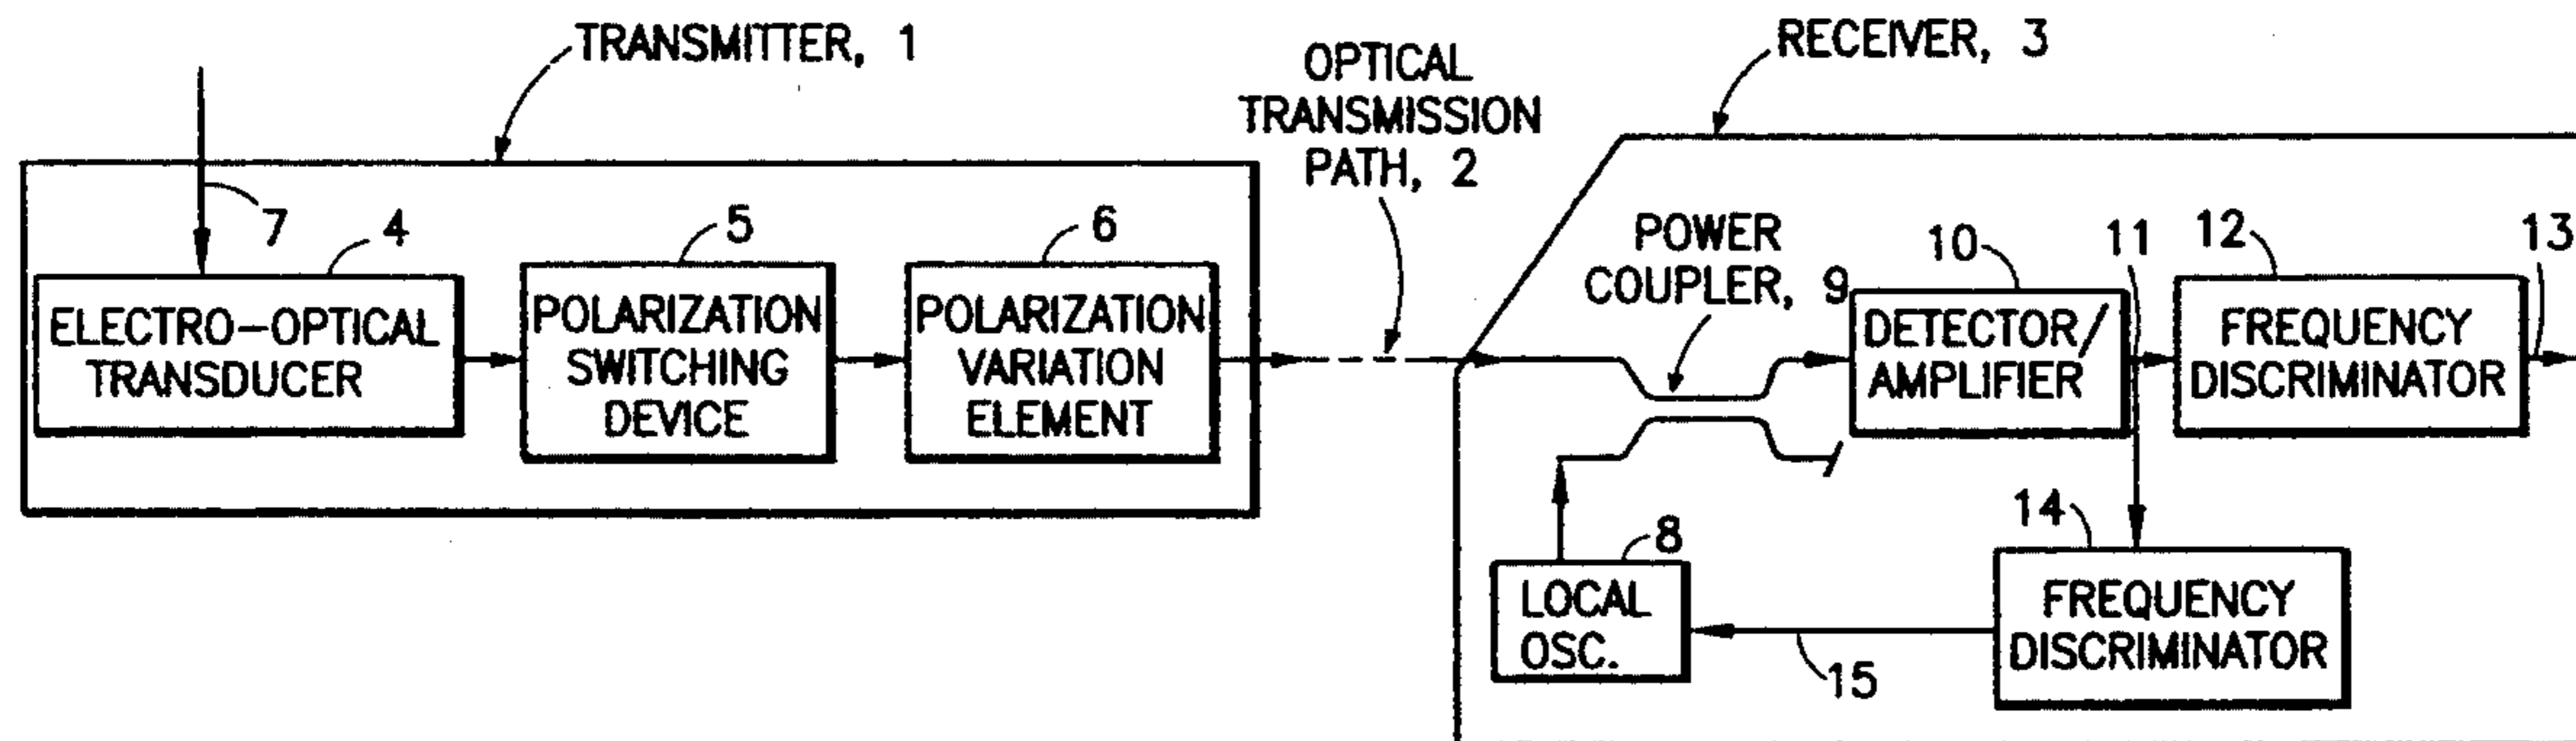 TRANSMITTER, 1
OPTICAL
TRANSMISSION
PATH, 2
RECEIVER, 3
7
4
ELECTRO-OPTICAL
TRANSDUCER
5
POLARIZATION
SWITCHING
DEVICE
6
POLARIZATION
VARIATION
ELEMENT
POWER
COUPLER, 9
10
DETECTOR/
AMPLIFIER
11
12
FREQUENCY
DISCRIMINATOR
13
8
LOCAL
OSC.
14
FREQUENCY
DISCRIMINATOR
15